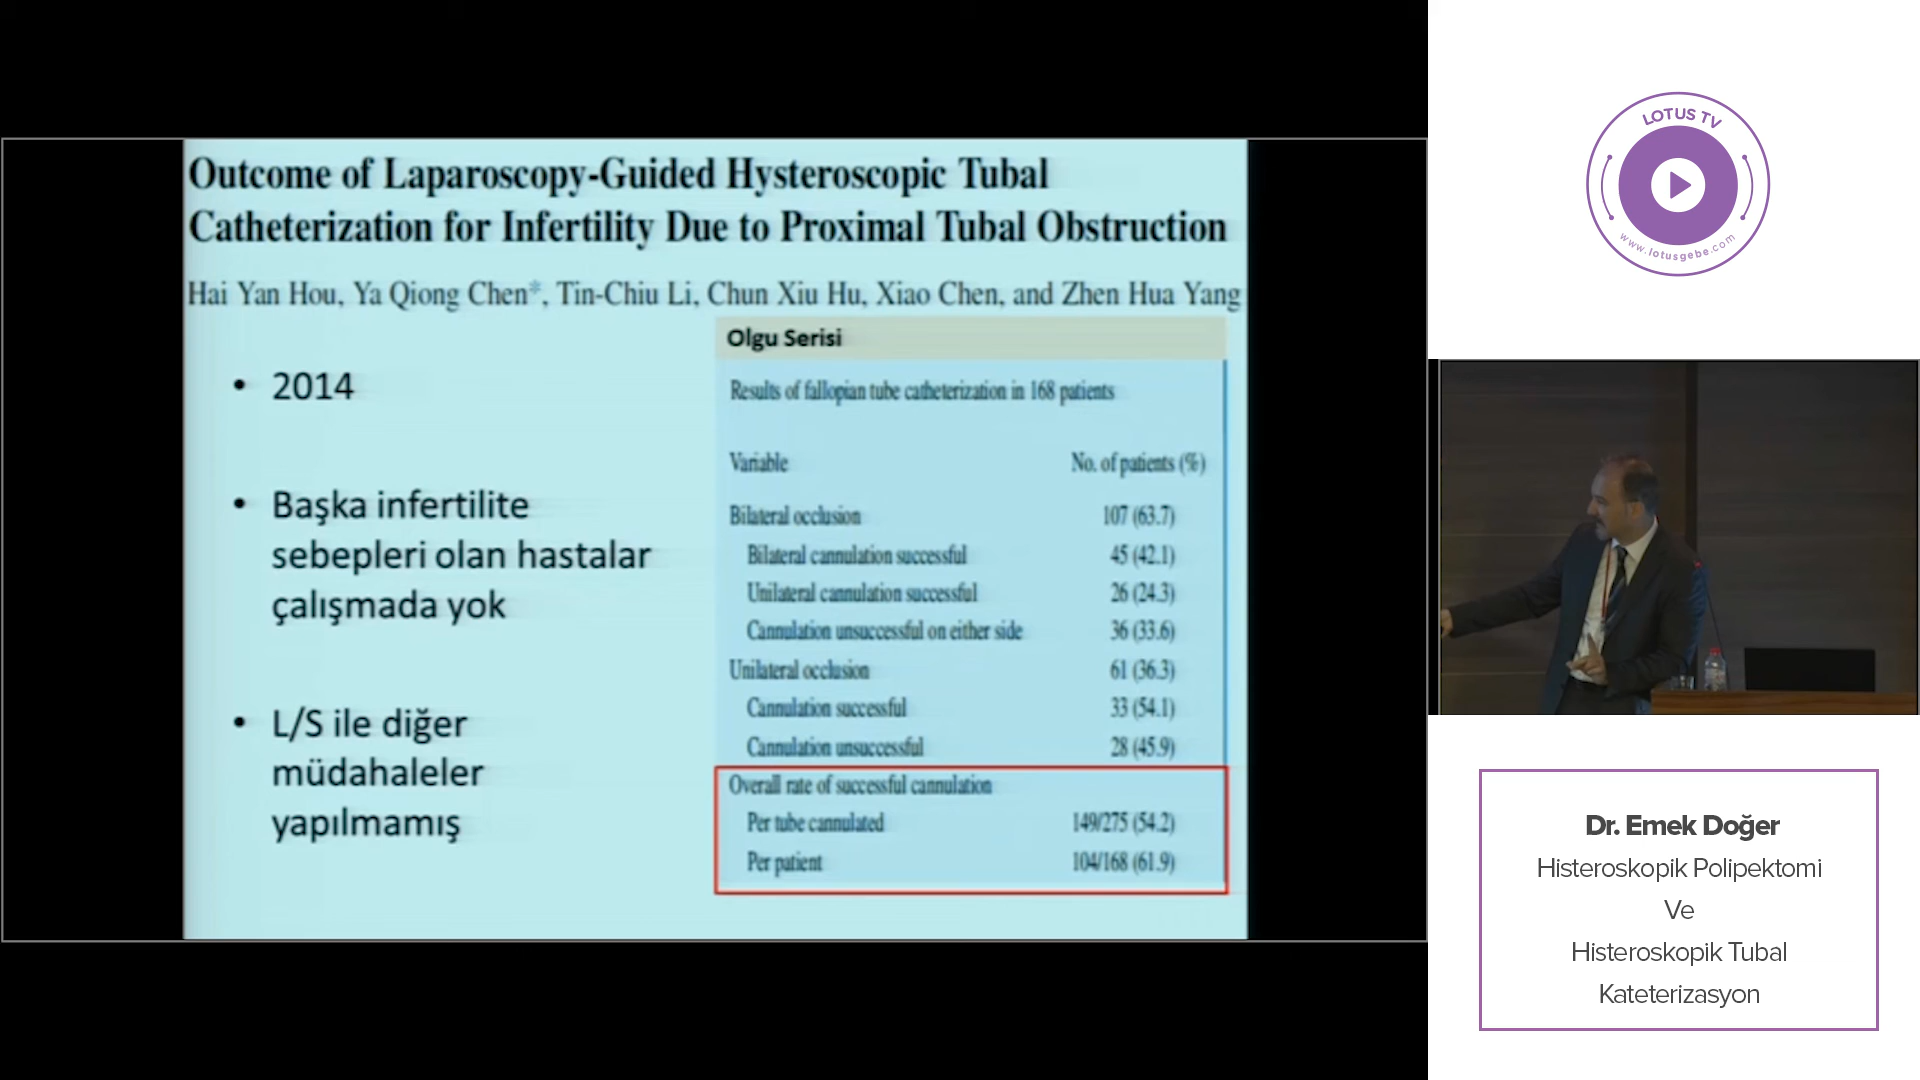 Outcome of Laparoscopy-Guided Hysteroscopic Tubal
Catheterization for Infertility Due to Proximal Tubal Obstruction
Hai Yan Hou, Ya Qiong Chen*, Tin-Chiu Li, Chun Xiu Hu, Xiao Chen, and Zhen Hua Yang
• 2014
• Başka infertilite
sebepleri olan hastalar
çalışmada yok
• L/S ile diğer
müdahaleler
yapılmamış
Olgu Serisi
Results of fallopian tube catheterization in 168 patients
Variable No. of patients (%)
Bilateral occlusion 107 (63.7)
Bilateral cannulation successful 45 (42.1)
Unilateral cannulation successful 26 (24.3)
Cannulation unsuccessful on either side 36 (33.6)
Unilateral occlusion 61 (36.3)
Cannulation successful 33 (54.1)
Cannulation unsuccessful 28 (45.9)
Overall rate of successful cannulation
Per tube cannulated 149/275 (54.2)
Per patient 104/168 (61.9)
LOTUS TV
www.lotusgebe.com
Dr. Emek Doğer
Histeroskopik Polipektomi
Ve
Histeroskopik Tubal
Kateterizasyon